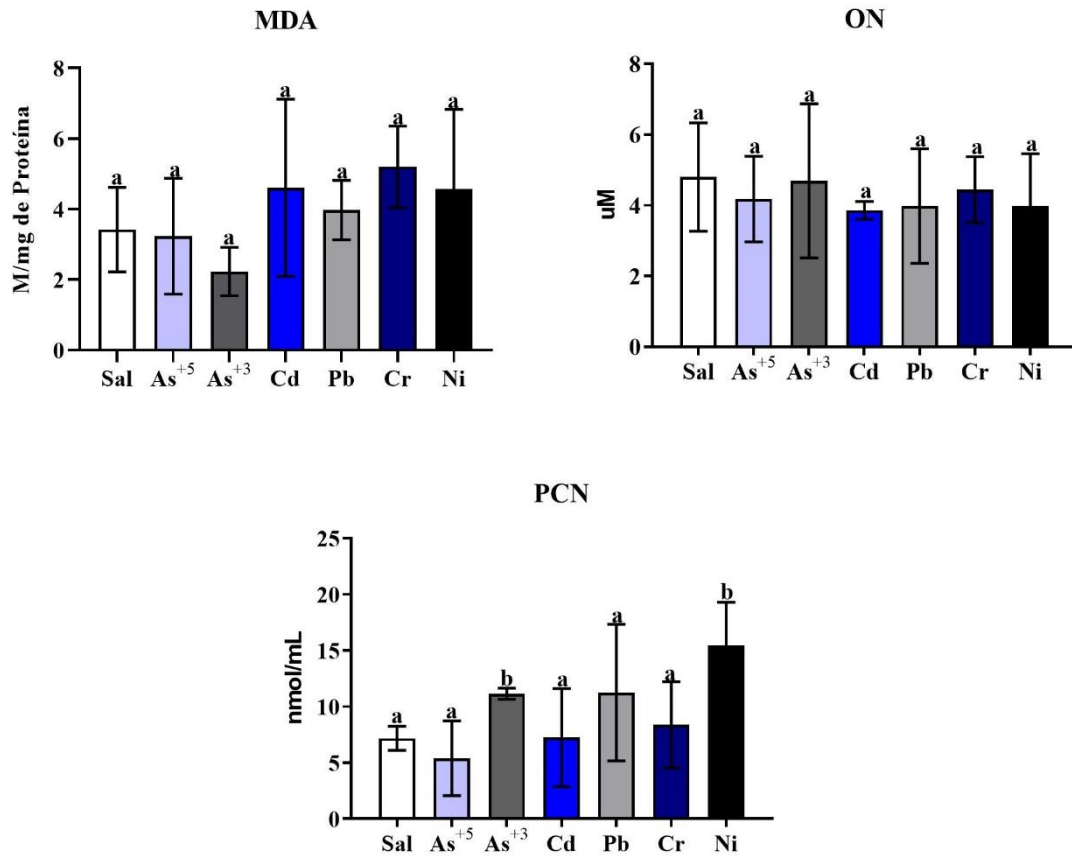 MDA
M/mg de Proteína
8
6
4
2
0
a a a a a a a
Sal As⁺⁵ As⁺³ Cd Pb Cr Ni
ON
uM
8
6
4
2
0
a a a a a a a
Sal As⁺⁵ As⁺³ Cd Pb Cr Ni
PCN
nmol/mL
25
20
15
10
5
0
a a b a a a b
Sal As⁺⁵ As⁺³ Cd Pb Cr Ni